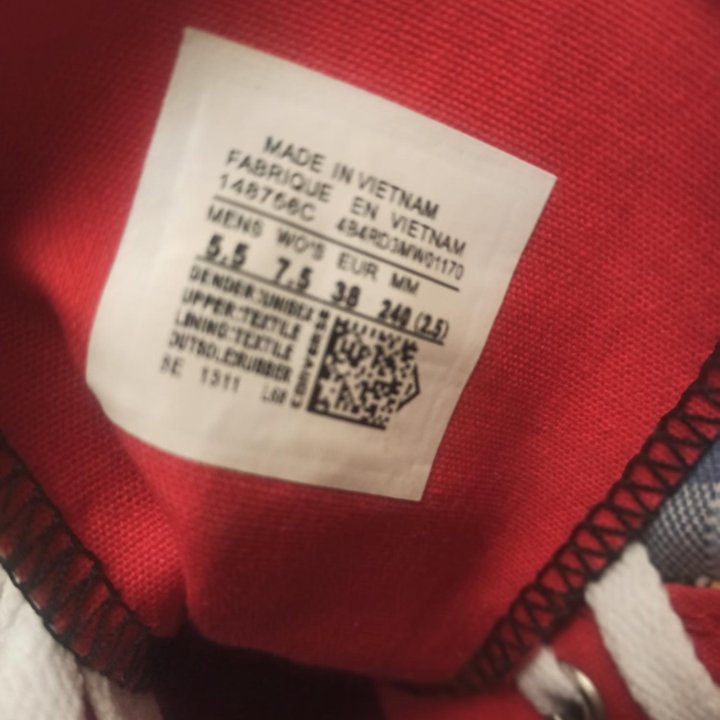 MADE IN VIETNAM
FABRIQUE EN VIETNAM
148756C 4B4RD3MW01170
MENS WO'S EUR MM
5.5 7.5 38 240 (2.5)
GENDER:UNISEX
UPPER:TEXTILE
LINING:TEXTILE
OUTSOLE:RUBBER
SE 1311
Converse